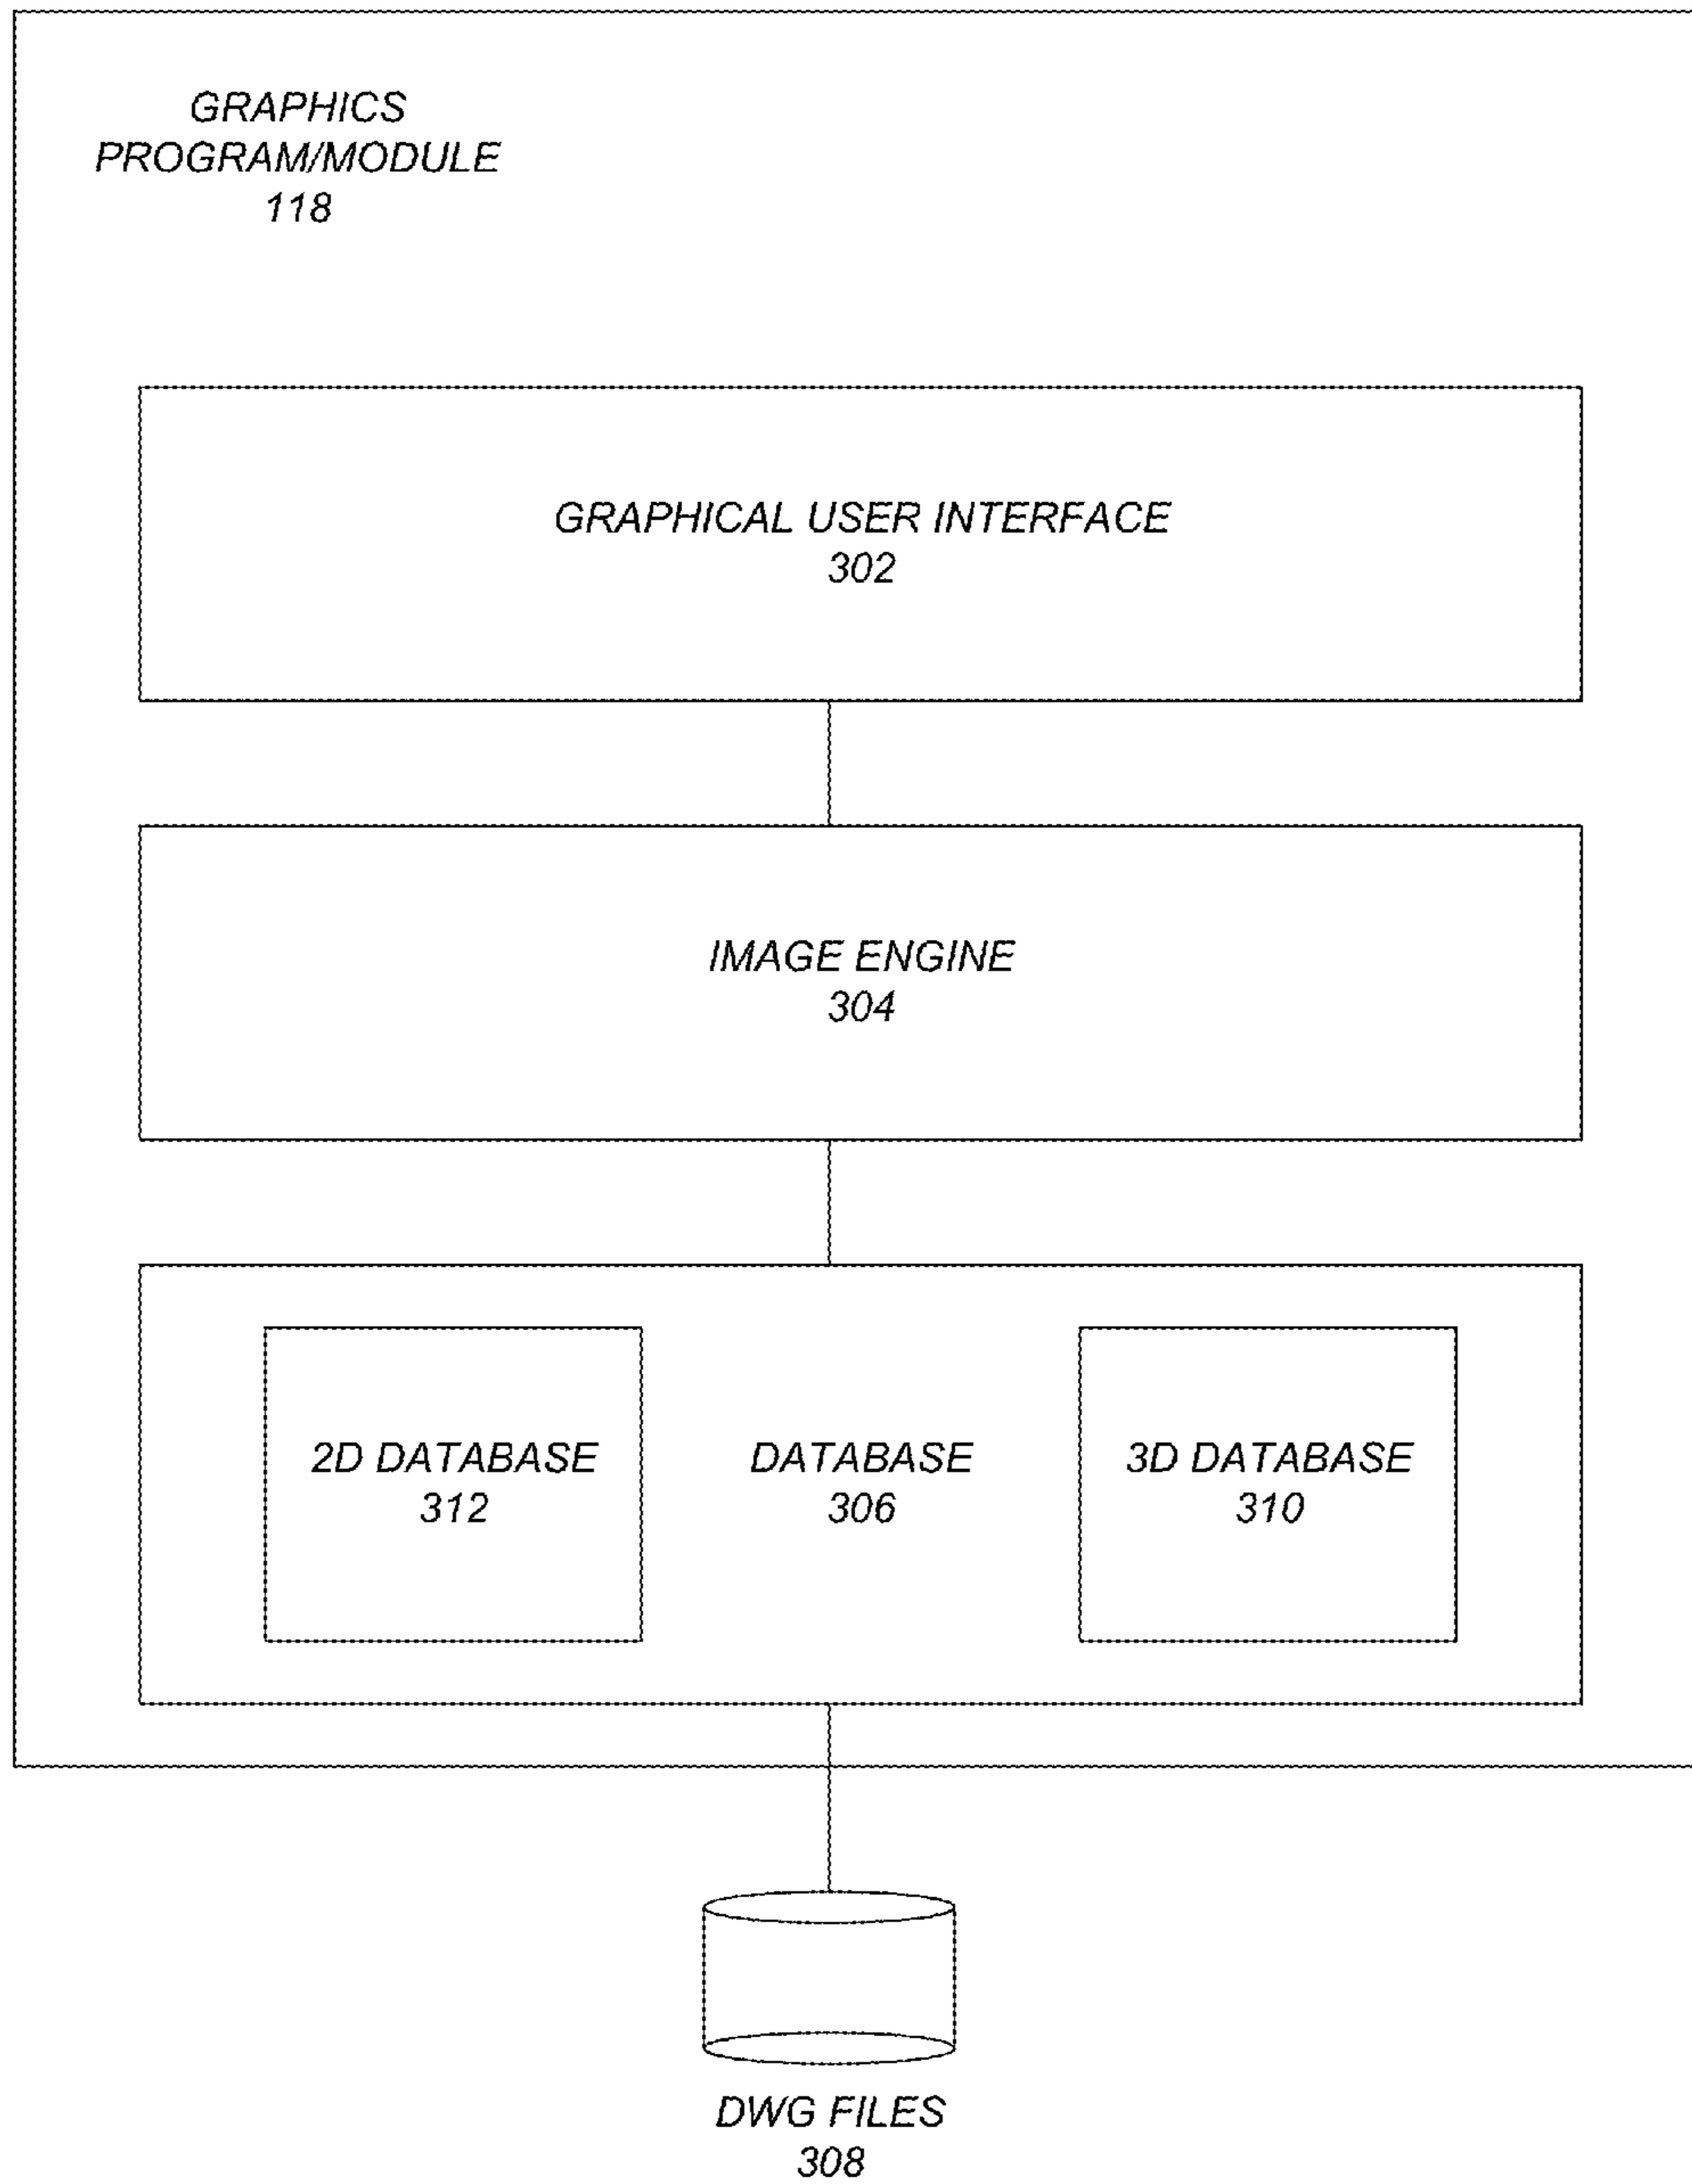 GRAPHICS
PROGRAM/MODULE
118
GRAPHICAL USER INTERFACE
302
IMAGE ENGINE
304
2D DATABASE
312
DATABASE
306
3D DATABASE
310
DWG FILES
308